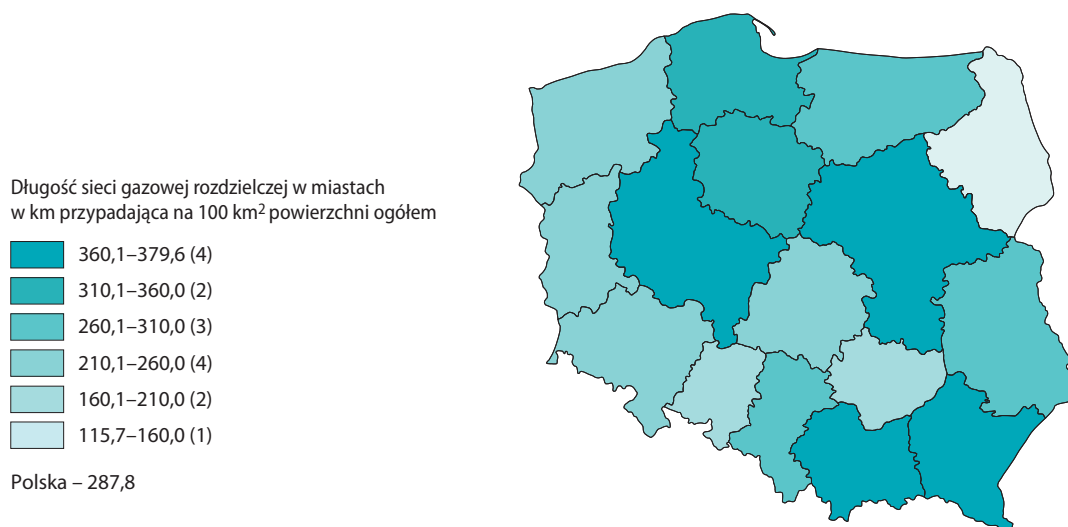 Długość sieci gazowej rozdzielczej w miastach
w km przypadająca na 100 km² powierzchni ogółem
360,1–379,6 (4)
310,1–360,0 (2)
260,1–310,0 (3)
210,1–260,0 (4)
160,1–210,0 (2)
115,7–160,0 (1)
Polska – 287,8